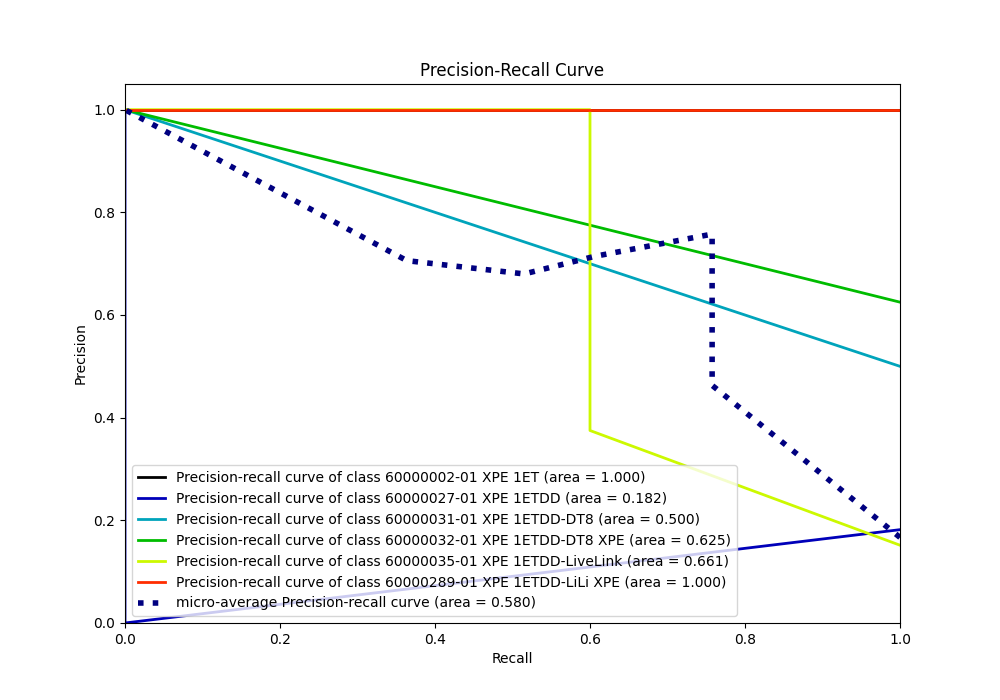 Precision-Recall Curve
1.0
0.8
0.6
0.4
0.2
0.0
Precision
Precision-recall curve of class 60000002-01 XPE 1ET (area = 1.000)
Precision-recall curve of class 60000027-01 XPE 1ETDD (area = 0.182)
Precision-recall curve of class 60000031-01 XPE 1ETDD-DT8 (area = 0.500)
Precision-recall curve of class 60000032-01 XPE 1ETDD-DT8 XPE (area = 0.625)
Precision-recall curve of class 60000035-01 XPE 1ETDD-LiveLink (area = 0.661)
Precision-recall curve of class 60000289-01 XPE 1ETDD-LiLi XPE (area = 1.000)
micro-average Precision-recall curve (area = 0.580)
0.0 0.2 0.4 0.6 0.8 1.0
Recall